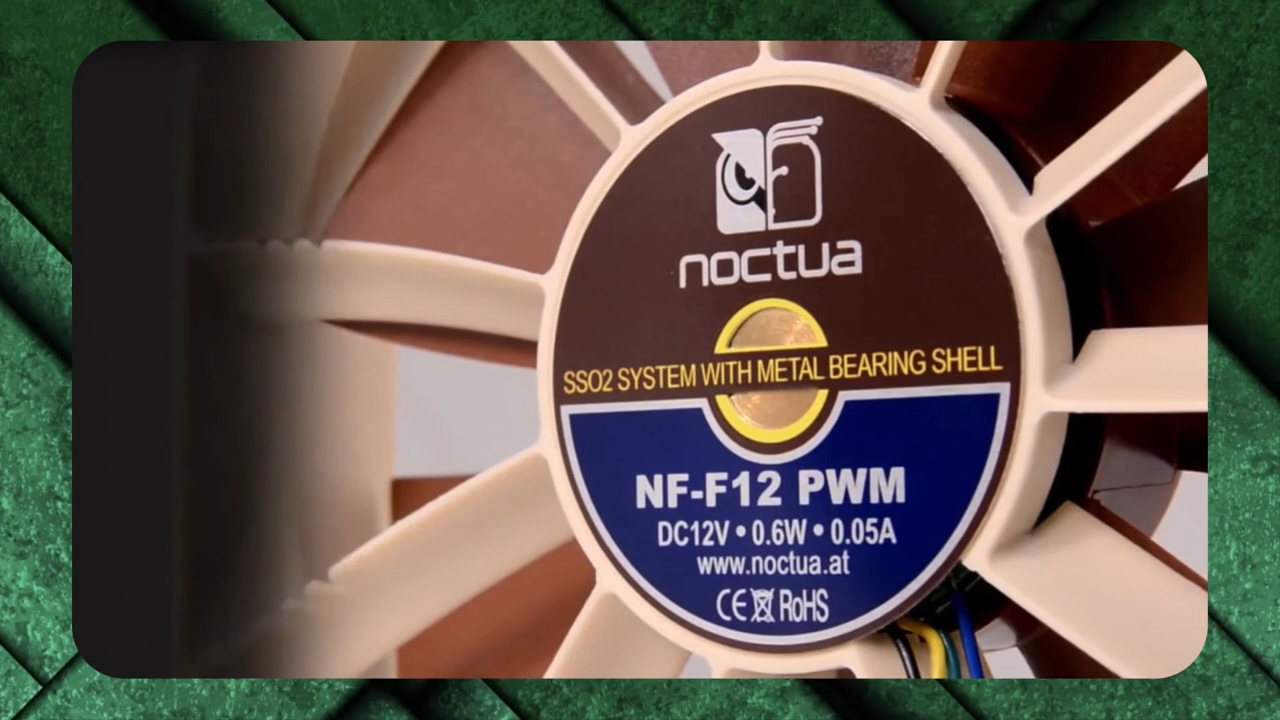 noctua
SSO2 SYSTEM WITH METAL BEARING SHELL
NF-F12 PWM
DC12V • 0.6W • 0.05A
www.noctua.at
CE RoHS